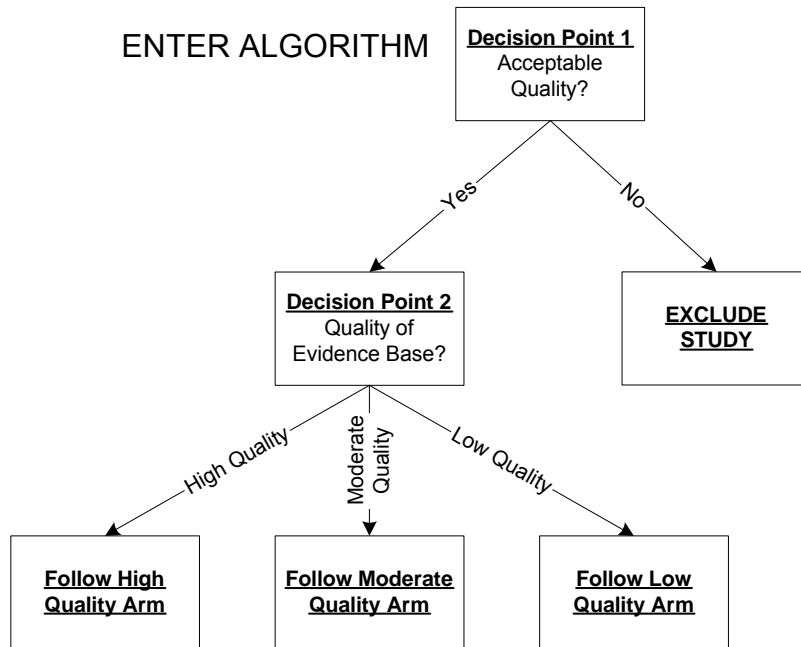 ENTER ALGORITHM
Decision Point 1
Acceptable
Quality?
Yes
No
Decision Point 2
Quality of
Evidence Base?
EXCLUDE
STUDY
High Quality
Moderate
Quality
Low Quality
Follow High
Quality Arm
Follow Moderate
Quality Arm
Follow Low
Quality Arm